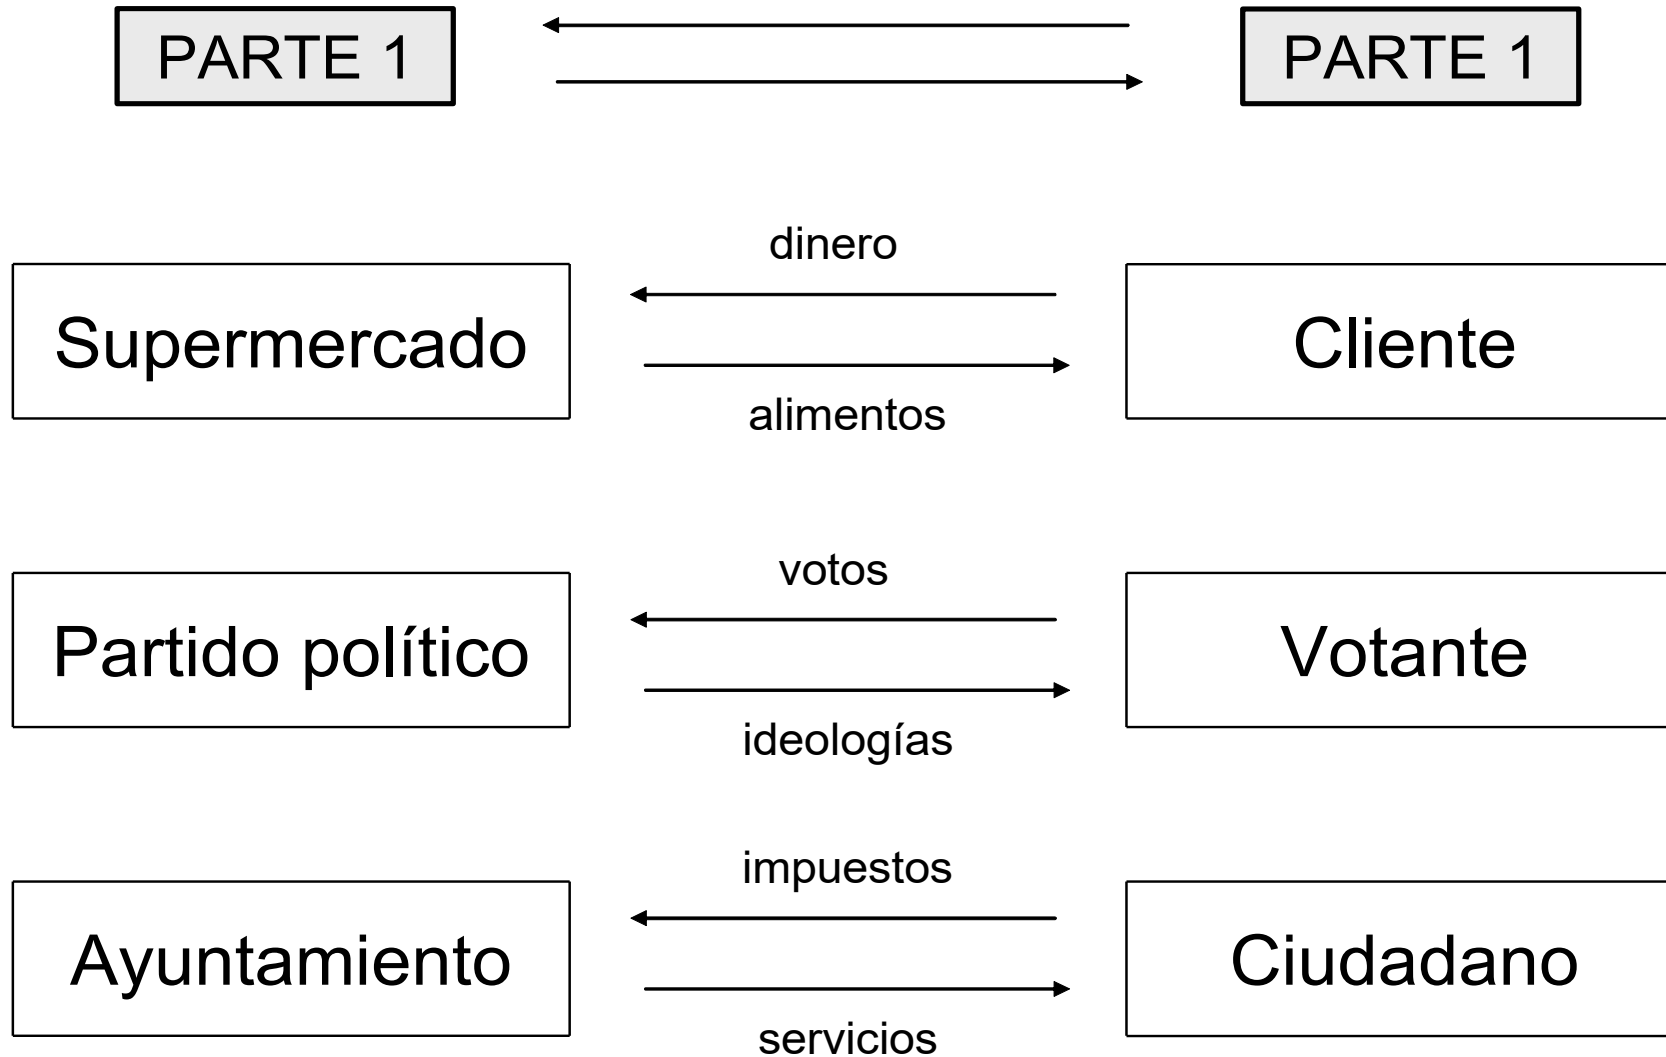 PARTE 1
PARTE 1
dinero
Supermercado
Cliente
alimentos
votos
Partido político
Votante
ideologías
impuestos
Ayuntamiento
Ciudadano
servicios